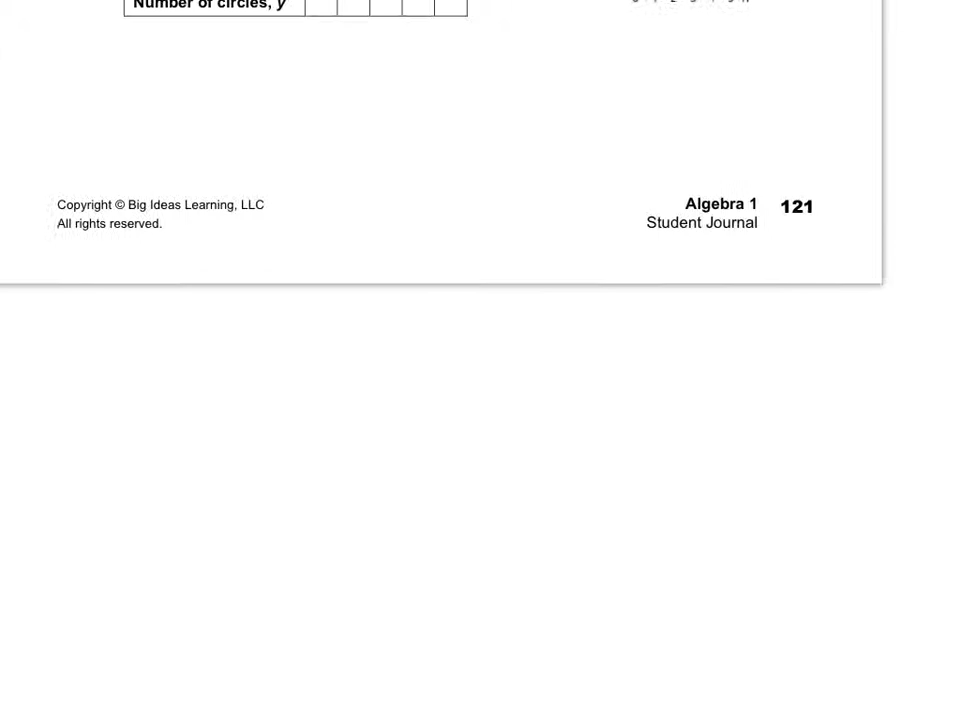 Number of circles, y
Copyright © Big Ideas Learning, LLC
All rights reserved.
Algebra 1 121
Student Journal